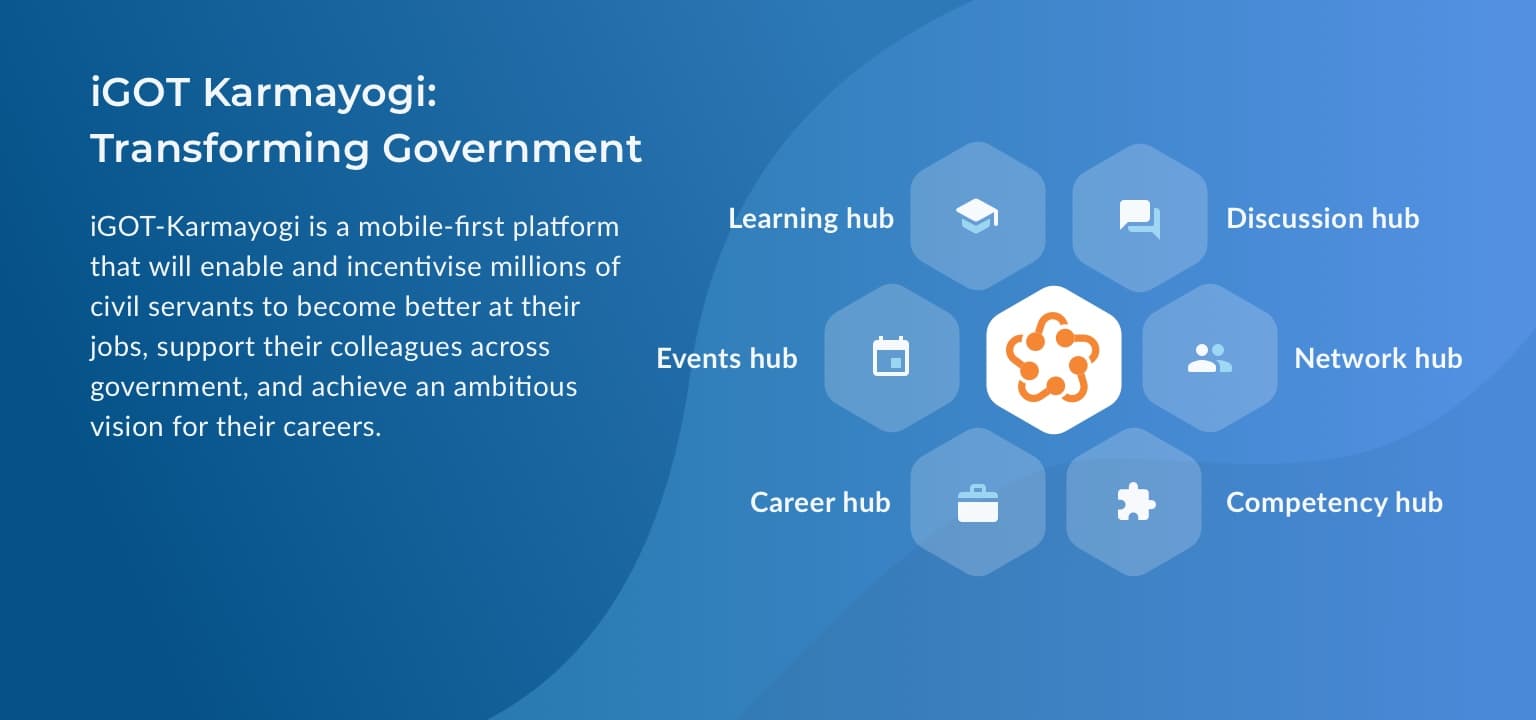 iGOT Karmayogi:
Transforming Government
iGOT-Karmayogi is a mobile-first platform
that will enable and incentivise millions of
civil servants to become better at their
jobs, support their colleagues across
government, and achieve an ambitious
vision for their careers.
Learning hub
Discussion hub
Events hub
Network hub
Career hub
Competency hub